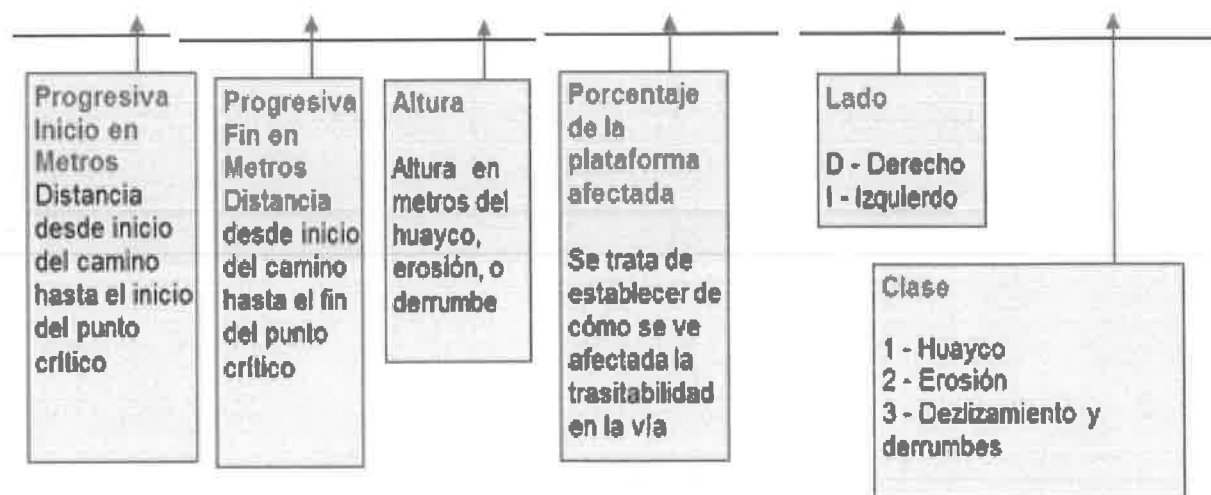 Progresiva
Inicio en
Metros
Distancia
desde inicio
del camino
hasta el inicio
del punto
crítico
Progresiva
Fin en
Metros
Distancia
desde inicio
del camino
hasta el fin
del punto
crítico
Altura
Altura en
metros del
huayco,
erosión, o
derrumbe
Porcentaje
de la
plataforma
afectada
Se trata de
establecer de
cómo se ve
afectada la
trasitabilidad
en la vía
Lado
D - Derecho
I - Izquierdo
Clase
1 - Huayco
2 - Erosión
3 - Dezlizamiento y
derrumbes